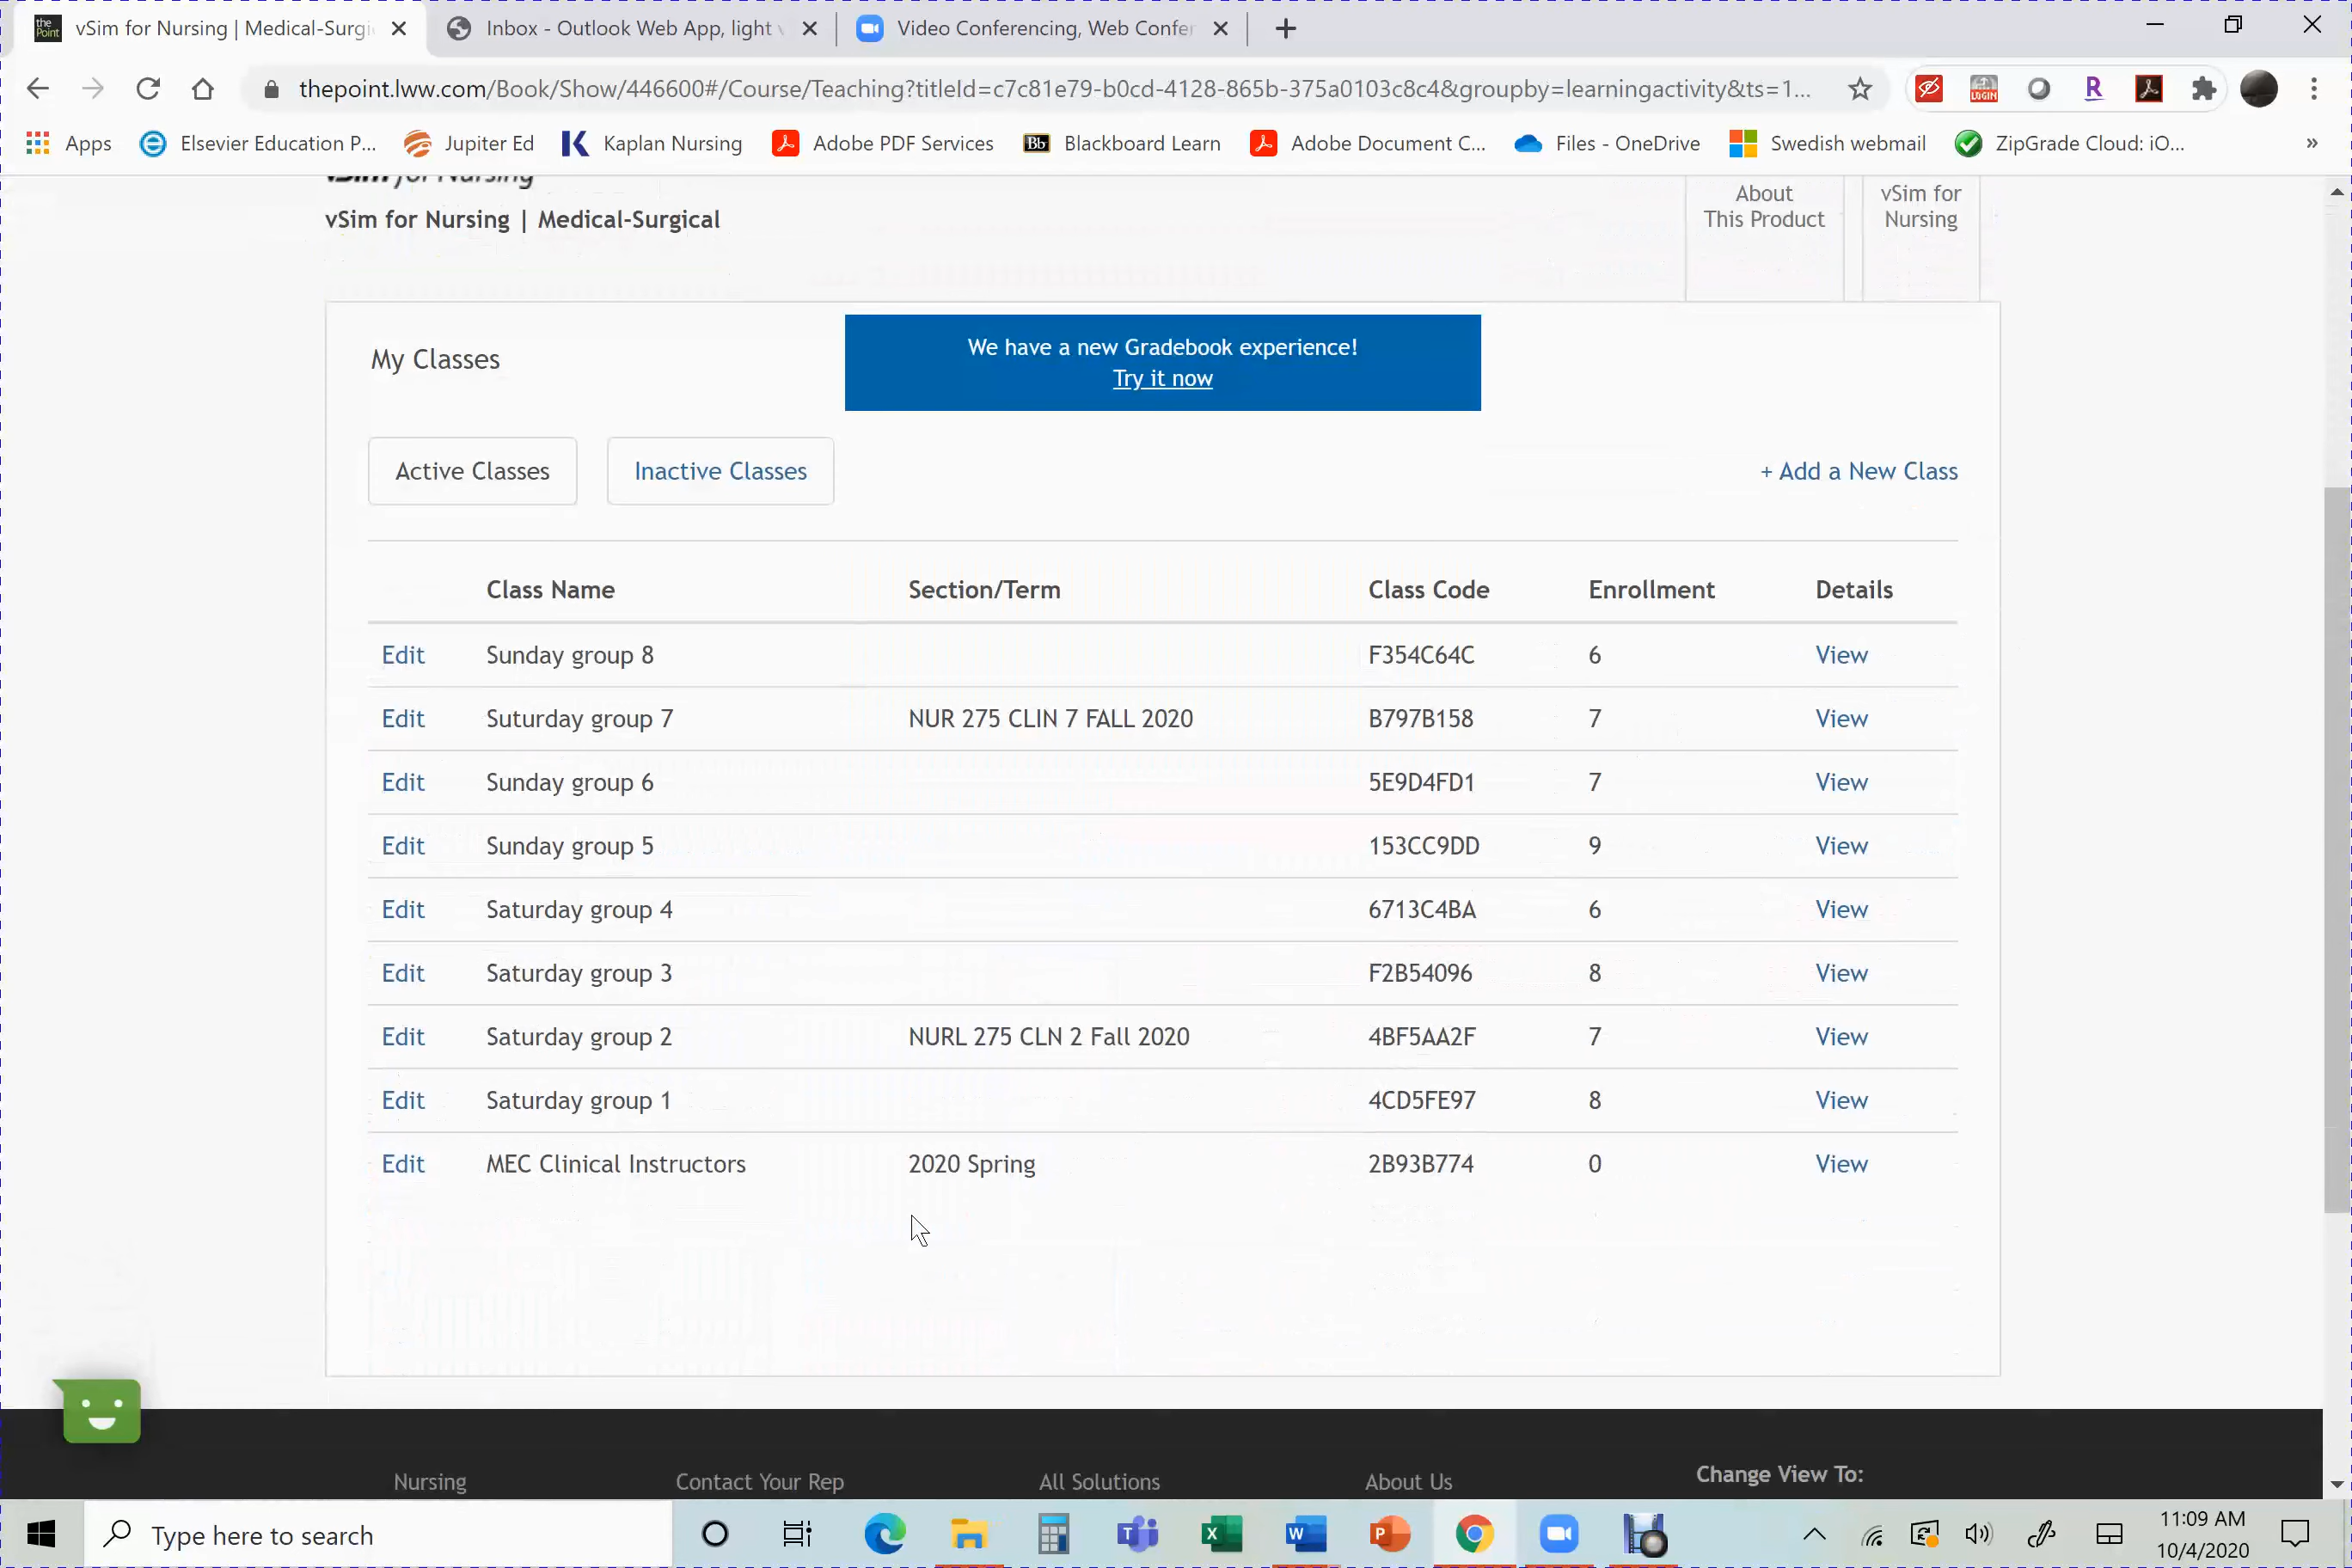 the Point vSim for Nursing | Medical-Surgi Inbox - Outlook Web App, light Video Conferencing, Web Confe
thepoint.lww.com/Book/Show/446600#/Course/Teaching?titleId=c7c81e79-b0cd-4128-865b-375a0103c8c4&groupby=learningactivity&ts=1... LOGIN R
Apps Elsevier Education P... Jupiter Ed Kaplan Nursing Adobe PDF Services Bb Blackboard Learn Adobe Document C... Files - OneDrive Swedish webmail ZipGrade Cloud: iO... »
vSim for Nursing
vSim for Nursing | Medical-Surgical
About
This Product
vSim for
Nursing
My Classes
We have a new Gradebook experience!
Try it now
Active Classes Inactive Classes + Add a New Class
Class Name Section/Term Class Code Enrollment Details
Edit Sunday group 8 F354C64C 6 View
Edit Suturday group 7 NUR 275 CLIN 7 FALL 2020 B797B158 7 View
Edit Sunday group 6 5E9D4FD1 7 View
Edit Sunday group 5 153CC9DD 9 View
Edit Saturday group 4 6713C4BA 6 View
Edit Saturday group 3 F2B54096 8 View
Edit Saturday group 2 NURL 275 CLN 2 Fall 2020 4BF5AA2F 7 View
Edit Saturday group 1 4CD5FE97 8 View
Edit MEC Clinical Instructors 2020 Spring 2B93B774 0 View
Nursing Contact Your Rep All Solutions About Us Change View To:
Type here to search
11:09 AM
10/4/2020